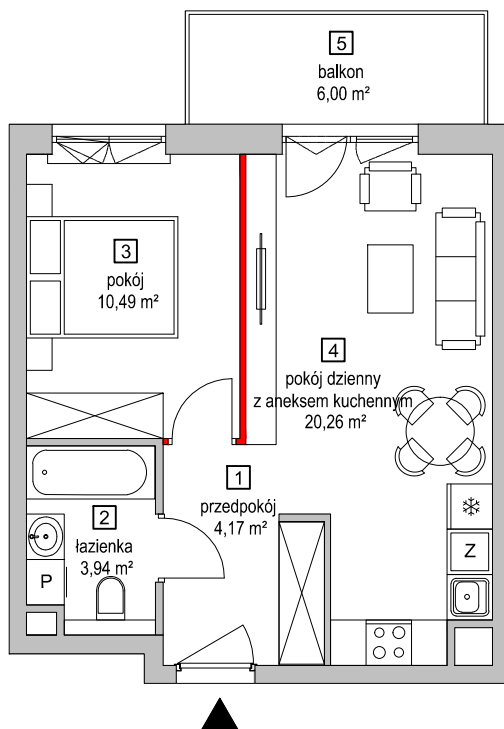 5
balkon
6,00 m²
3
pokój
10,49 m²
4
pokój dzienny
z aneksem kuchennym
20,26 m²
1
przedpokój
4,17 m²
2
łazienka
3,94 m²
Z
P